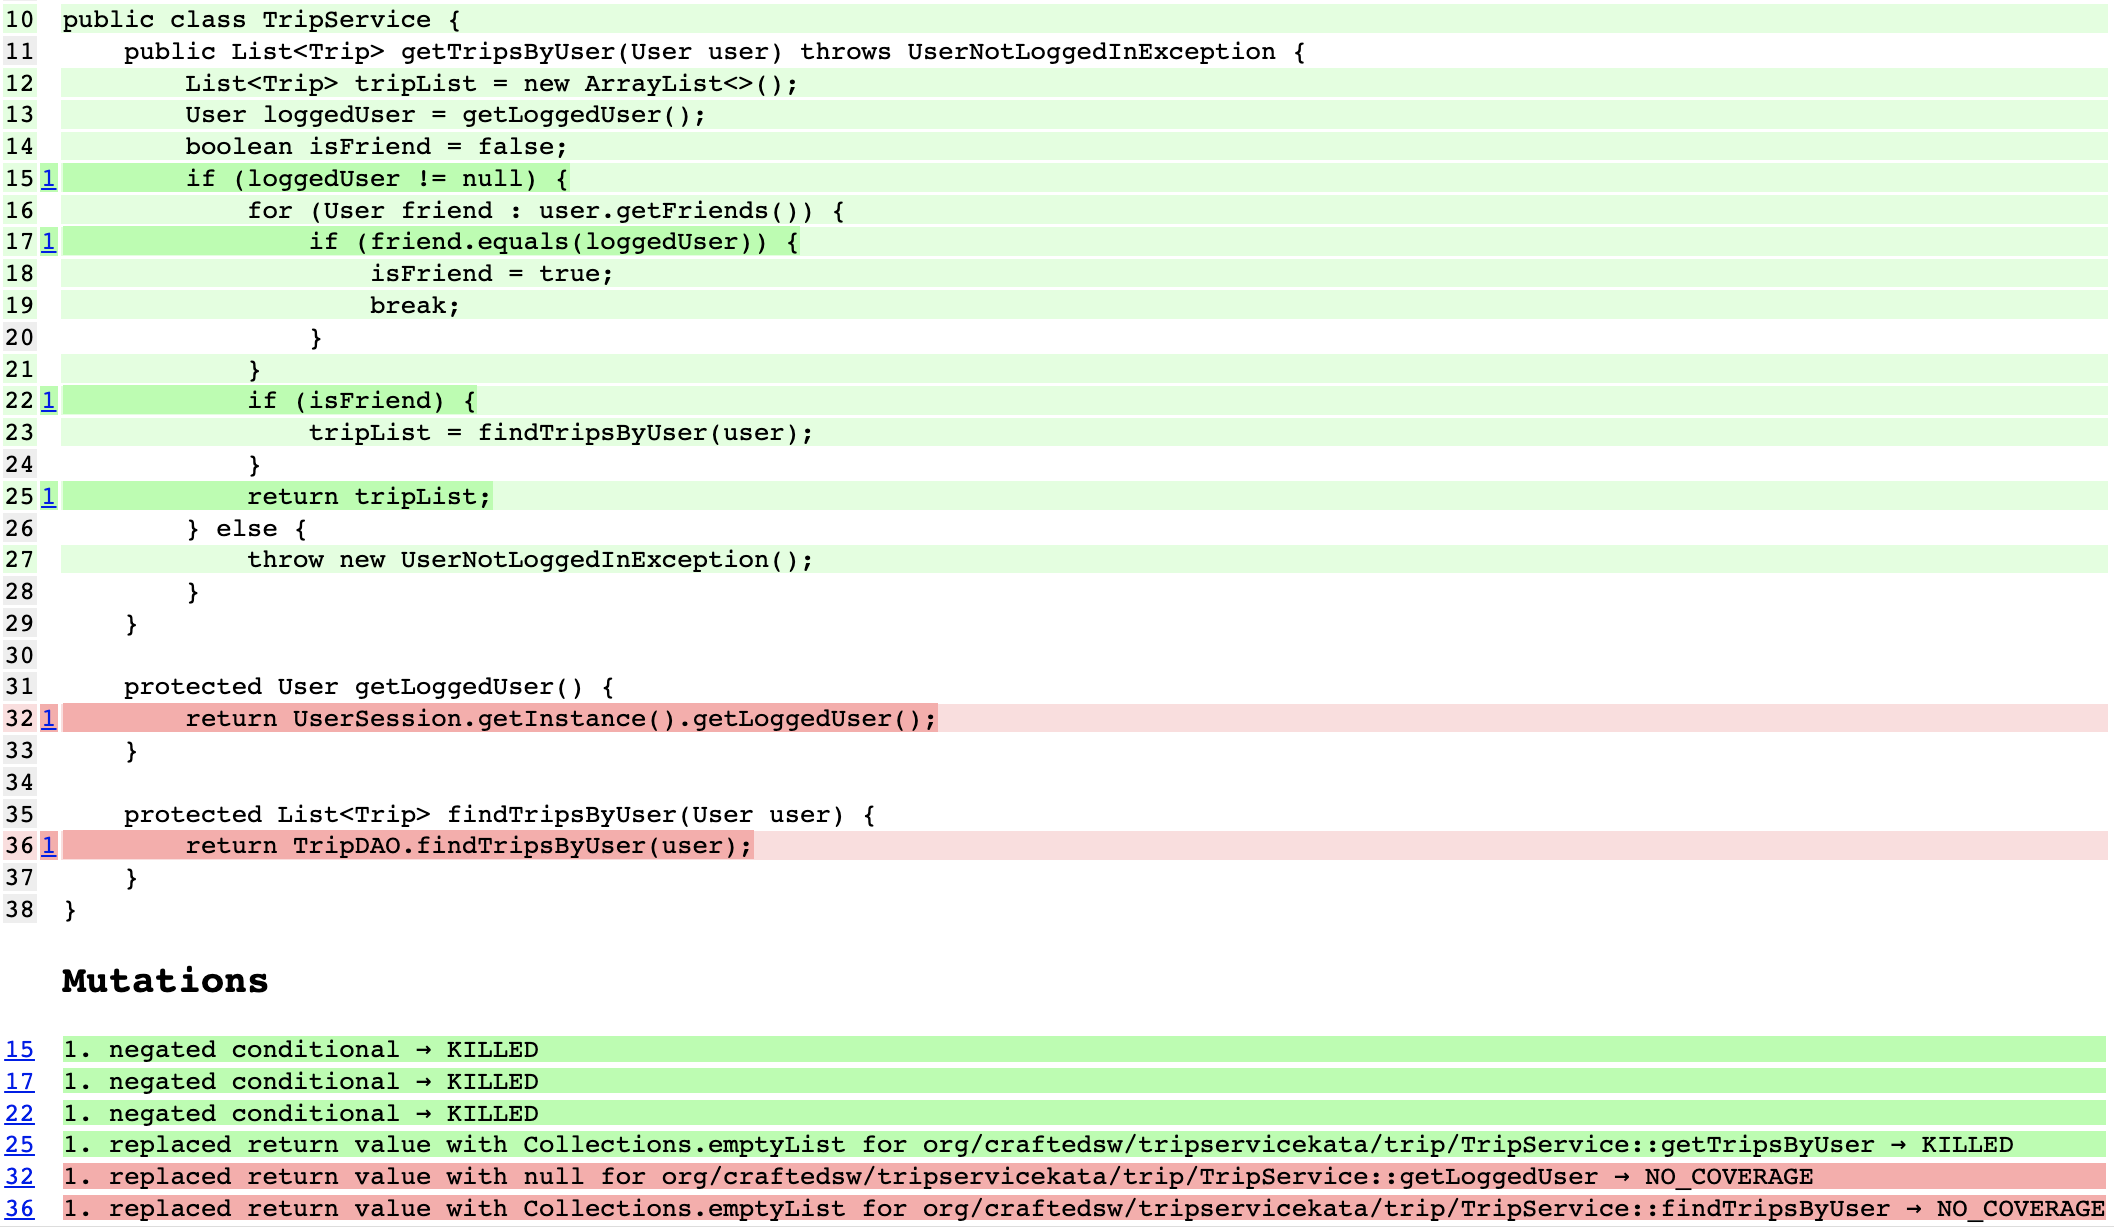 10 public class TripService {
11     public List<Trip> getTripsByUser(User user) throws UserNotLoggedInException {
12         List<Trip> tripList = new ArrayList<>();
13         User loggedUser = getLoggedUser();
14         boolean isFriend = false;
15 1         if (loggedUser != null) {
16             for (User friend : user.getFriends()) {
17 1                 if (friend.equals(loggedUser)) {
18                     isFriend = true;
19                     break;
20                 }
21             }
22 1             if (isFriend) {
23                 tripList = findTripsByUser(user);
24             }
25 1             return tripList;
26         } else {
27             throw new UserNotLoggedInException();
28         }
29     }
30
31     protected User getLoggedUser() {
32 1         return UserSession.getInstance().getLoggedUser();
33     }
34
35     protected List<Trip> findTripsByUser(User user) {
36 1         return TripDAO.findTripsByUser(user);
37     }
38 }
Mutations
15 1. negated conditional → KILLED
17 1. negated conditional → KILLED
22 1. negated conditional → KILLED
25 1. replaced return value with Collections.emptyList for org/craftedsw/tripservicekata/trip/TripService::getTripsByUser → KILLED
32 1. replaced return value with null for org/craftedsw/tripservicekata/trip/TripService::getLoggedUser → NO_COVERAGE
36 1. replaced return value with Collections.emptyList for org/craftedsw/tripservicekata/trip/TripService::findTripsByUser → NO_COVERAGE